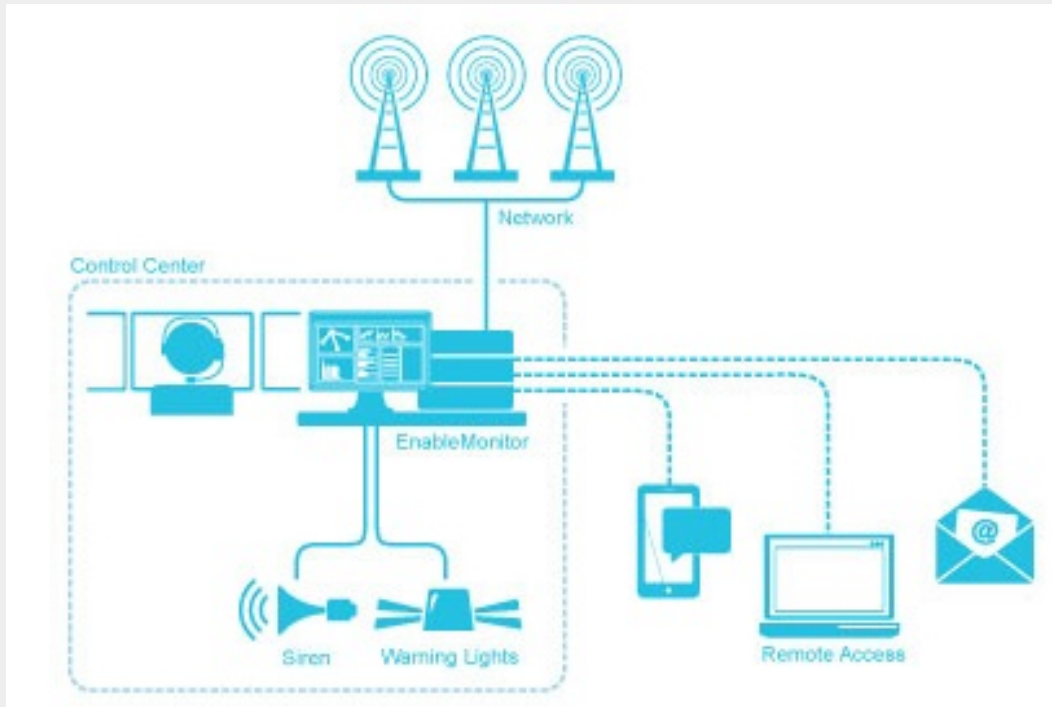 Network
Control Center
EnableMonitor
@
Siren
Warning Lights
Remote Access